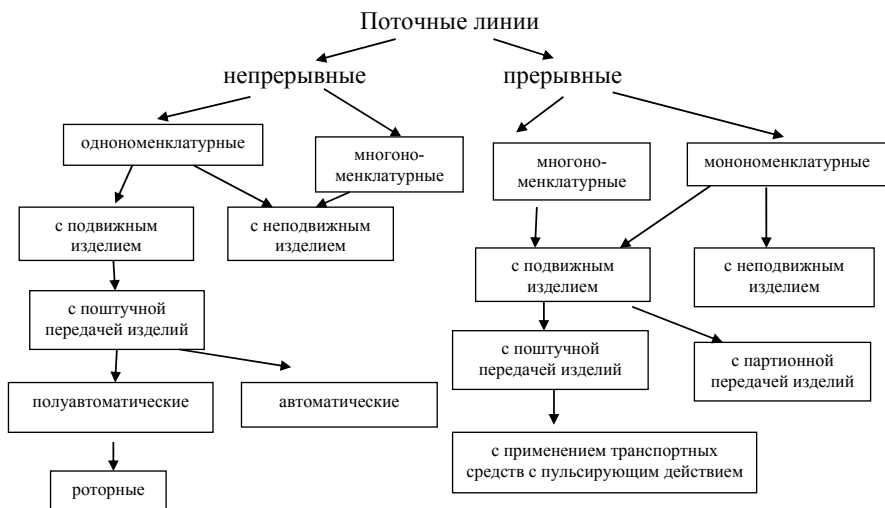 Поточные линии
непрерывные
прерывные
однономенклатурные
многоно-
менклатурные
многоно-
менклатурные
мономенклатурные
с подвижным
изделием
с неподвижным
изделием
с подвижным
изделием
с неподвижным
изделием
с поштучной
передачей изделий
с поштучной
передачей изделий
с партионной
передачей изделий
полуавтоматические
автоматические
с применением транспортных
средств с пульсирующим действием
роторные